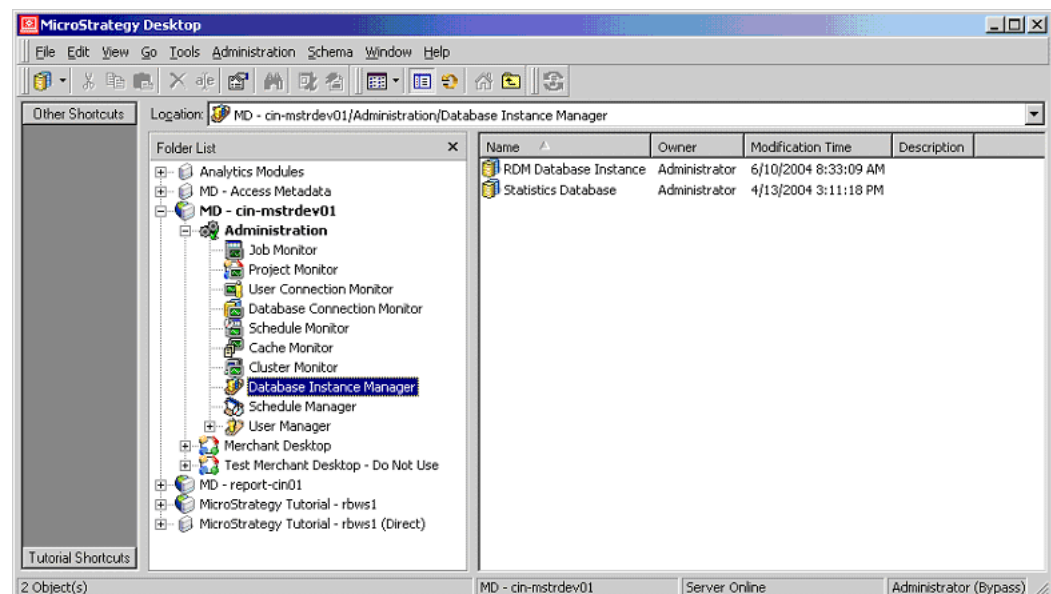 MicroStrategy Desktop
File Edit View Go Tools Administration Schema Window Help
Other Shortcuts
Location: MD - cin-mstrdev01/Administration/Database Instance Manager
Folder List
Analytics Modules
MD - Access Metadata
MD - cin-mstrdev01
Administration
Job Monitor
Project Monitor
User Connection Monitor
Database Connection Monitor
Schedule Monitor
Cache Monitor
Cluster Monitor
Database Instance Manager
Schedule Manager
User Manager
Merchant Desktop
Test Merchant Desktop - Do Not Use
MD - report-cin01
MicroStrategy Tutorial - rbws1
MicroStrategy Tutorial - rbws1 (Direct)
Name Owner Modification Time Description
RDM Database Instance Administrator 6/10/2004 8:33:09 AM
Statistics Database Administrator 4/13/2004 3:11:18 PM
Tutorial Shortcuts
2 Object(s) MD - cin-mstrdev01 Server Online Administrator (Bypass)